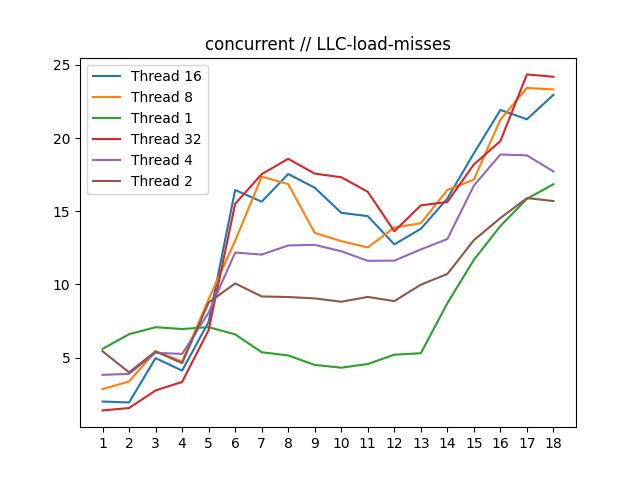 concurrent // LLC-load-misses
25
20
15
10
5
Thread 16
Thread 8
Thread 1
Thread 32
Thread 4
Thread 2
1 2 3 4 5 6 7 8 9 10 11 12 13 14 15 16 17 18